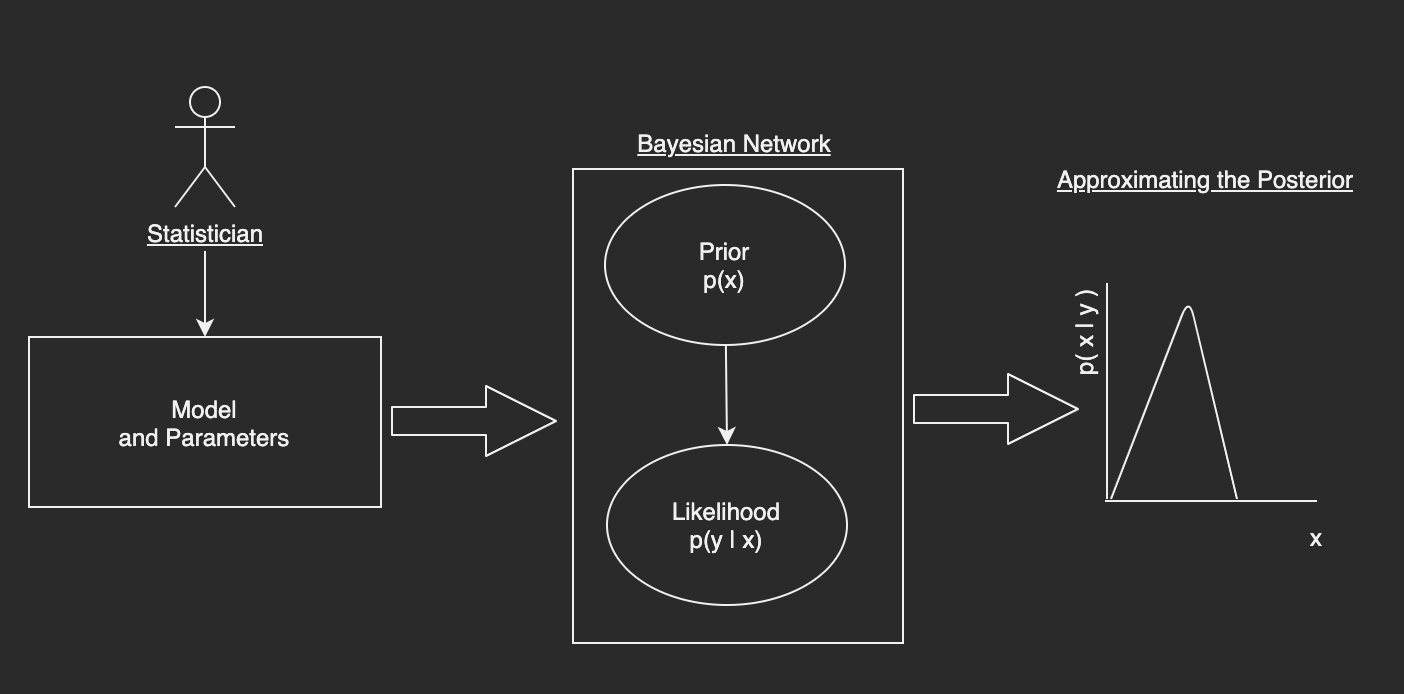 Statistician
Model
and Parameters
Bayesian Network
Prior
p(x)
Likelihood
p(y | x)
Approximating the Posterior
p( x | y )
x